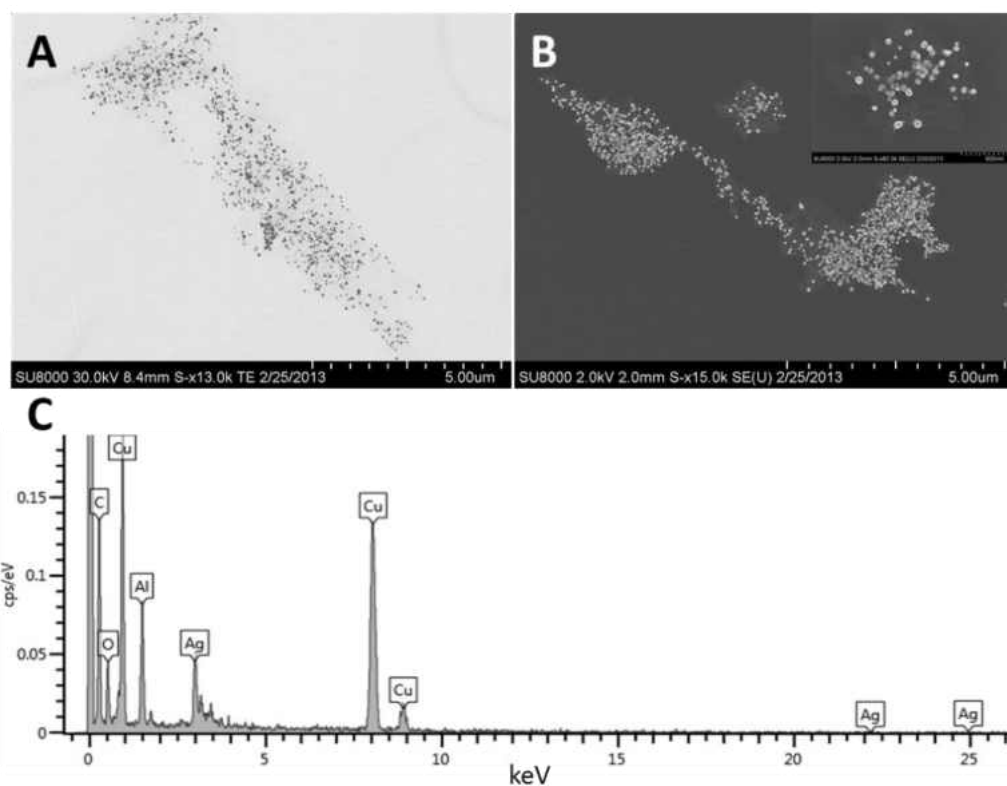 A
B
SU8000 30.0kV 8.4mm S-x13.0k TE 2/25/2013 5.00um
SU8000 2.0kV 2.0mm S-x15.0k SE(U) 2/25/2013 5.00um
C
Cu
C
O
Al
Ag
Cu
Cu
Ag
Ag
cps/eV
0.15
0.1
0.05
0
0 5 10 15 20 25
keV